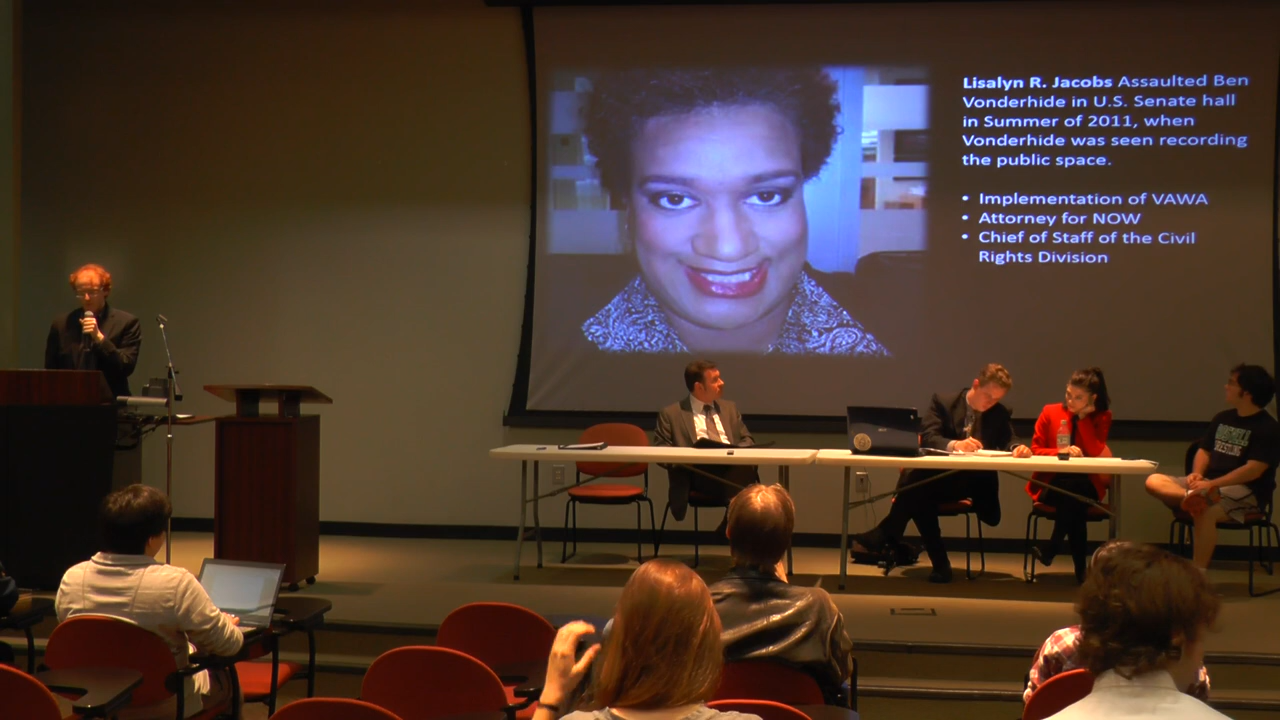 Lisalyn R. Jacobs Assaulted Ben
Vonderhide in U.S. Senate hall
in Summer of 2011, when
Vonderhide was seen recording
the public space.
• Implementation of VAWA
• Attorney for NOW
• Chief of Staff of the Civil
Rights Division